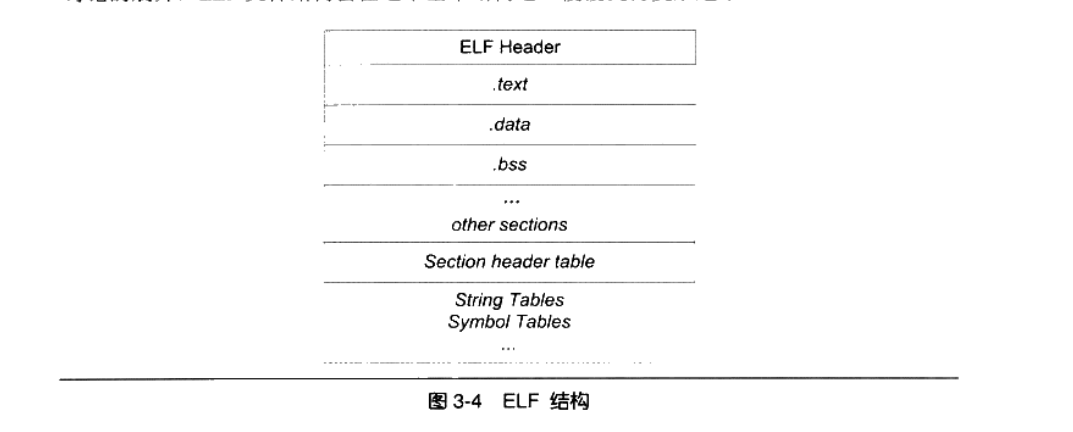 ELF Header
.text
.data
.bss
...
other sections
Section header table
String Tables
Symbol Tables
...
图 3-4 ELF 结构